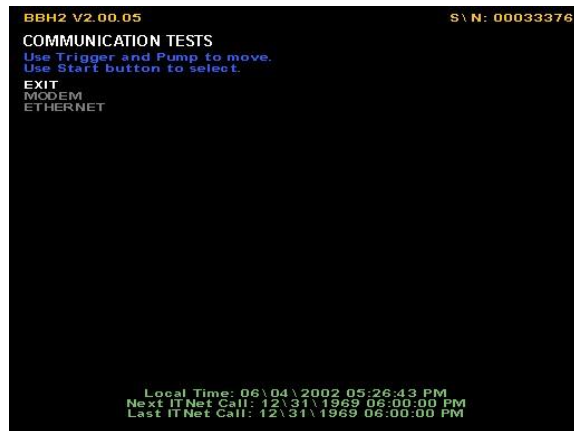 BBH2 V2.00.05 S\N: 00033376
COMMUNICATION TESTS
Use Trigger and Pump to move.
Use Start button to select.
EXIT
MODEM
ETHERNET
Local Time: 06\04\2002 05:26:43 PM
Next ITNet Call: 12\31\1969 06:00:00 PM
Last ITNet Call: 12\31\1969 06:00:00 PM